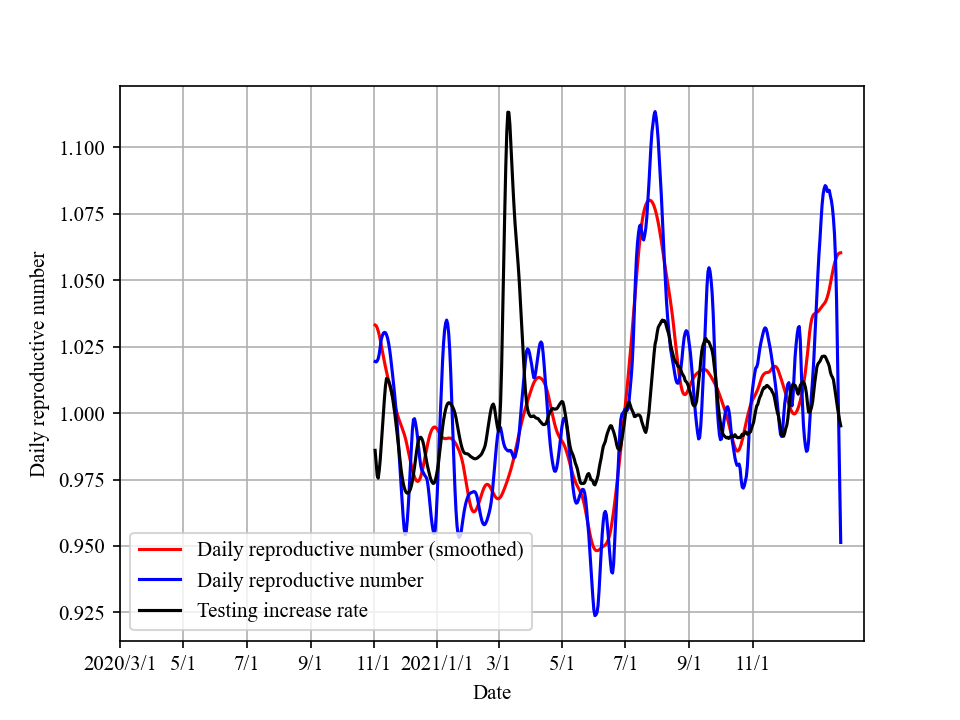 Daily reproductive number
1.100
1.075
1.050
1.025
1.000
0.975
0.950
0.925
Daily reproductive number (smoothed)
Daily reproductive number
Testing increase rate
2020/3/1 5/1 7/1 9/1 11/1 2021/1/1 3/1 5/1 7/1 9/1 11/1
Date